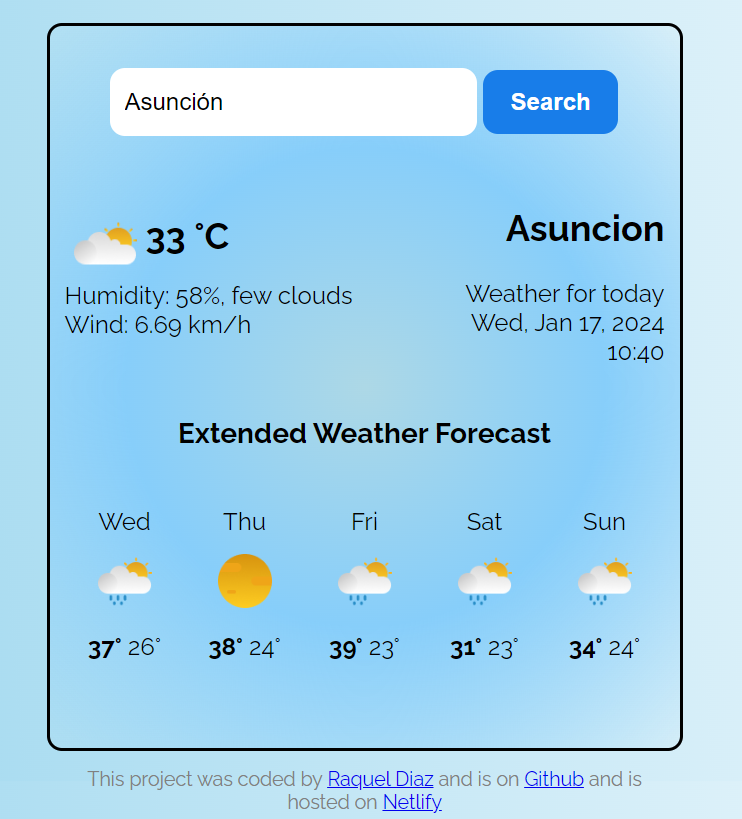 Asunción
Search
33 °C
Humidity: 58%, few clouds
Wind: 6.69 km/h
Asuncion
Weather for today
Wed, Jan 17, 2024
10:40
Extended Weather Forecast
Wed Thu Fri Sat Sun
37° 26° 38° 24° 39° 23° 31° 23° 34° 24°
This project was coded by Raquel Diaz and is on Github and is
hosted on Netlify